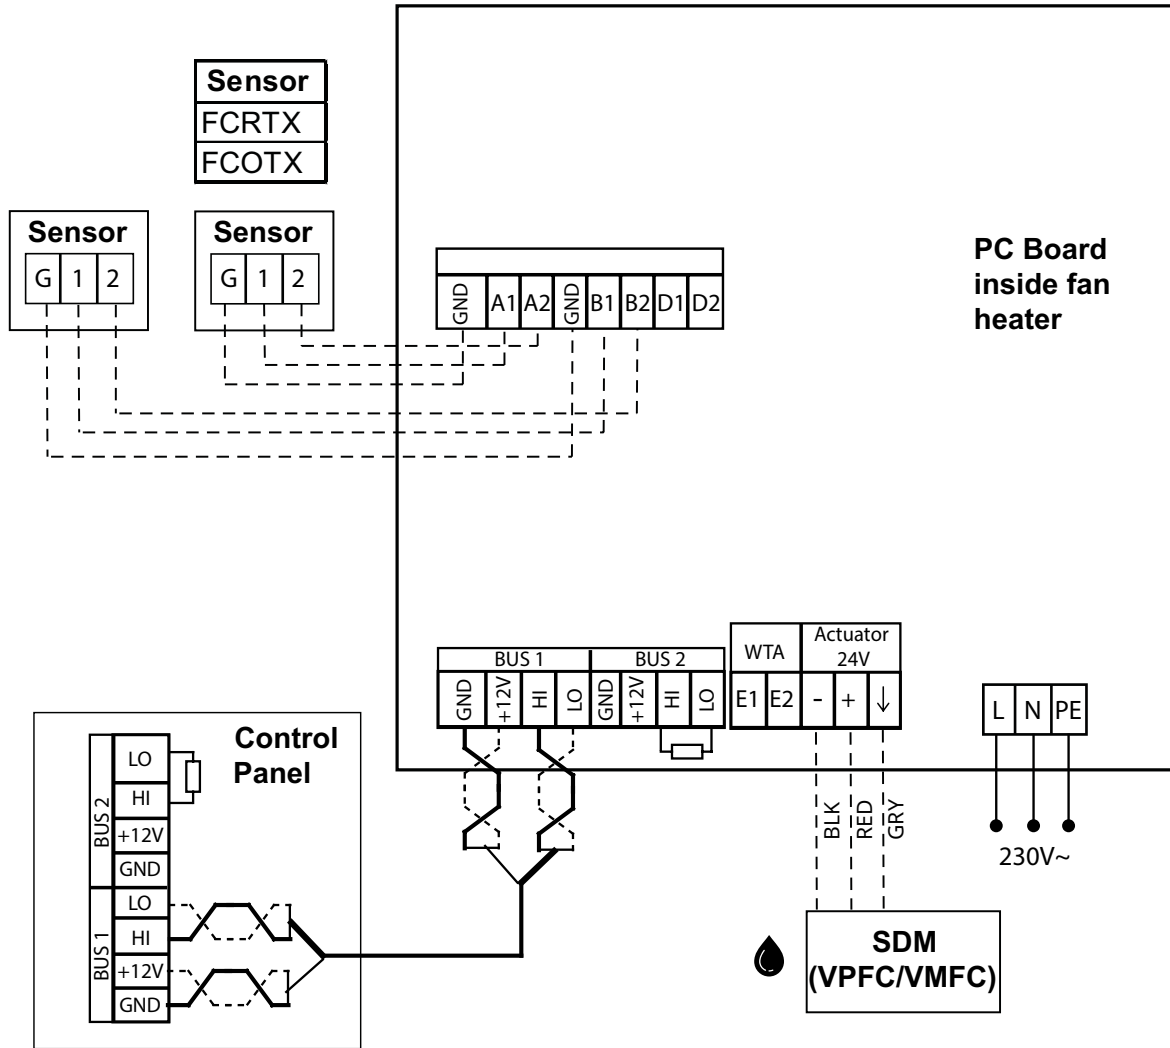 Sensor
FCRTX
FCOTX
Sensor
G 1 2
Sensor
G 1 2
GND A1 A2 GND B1 B2 D1 D2
PC Board
inside fan
heater
BUS 1 BUS 2
GND +12V HI LO GND +12V HI LO
WTA
E1 E2
Actuator
24V
- + ↓
L N PE
230V~
BLK
RED
GRY
SDM
(VPFC/VMFC)
Control
Panel
BUS 2
LO
HI
+12V
GND
BUS 1
LO
HI
+12V
GND